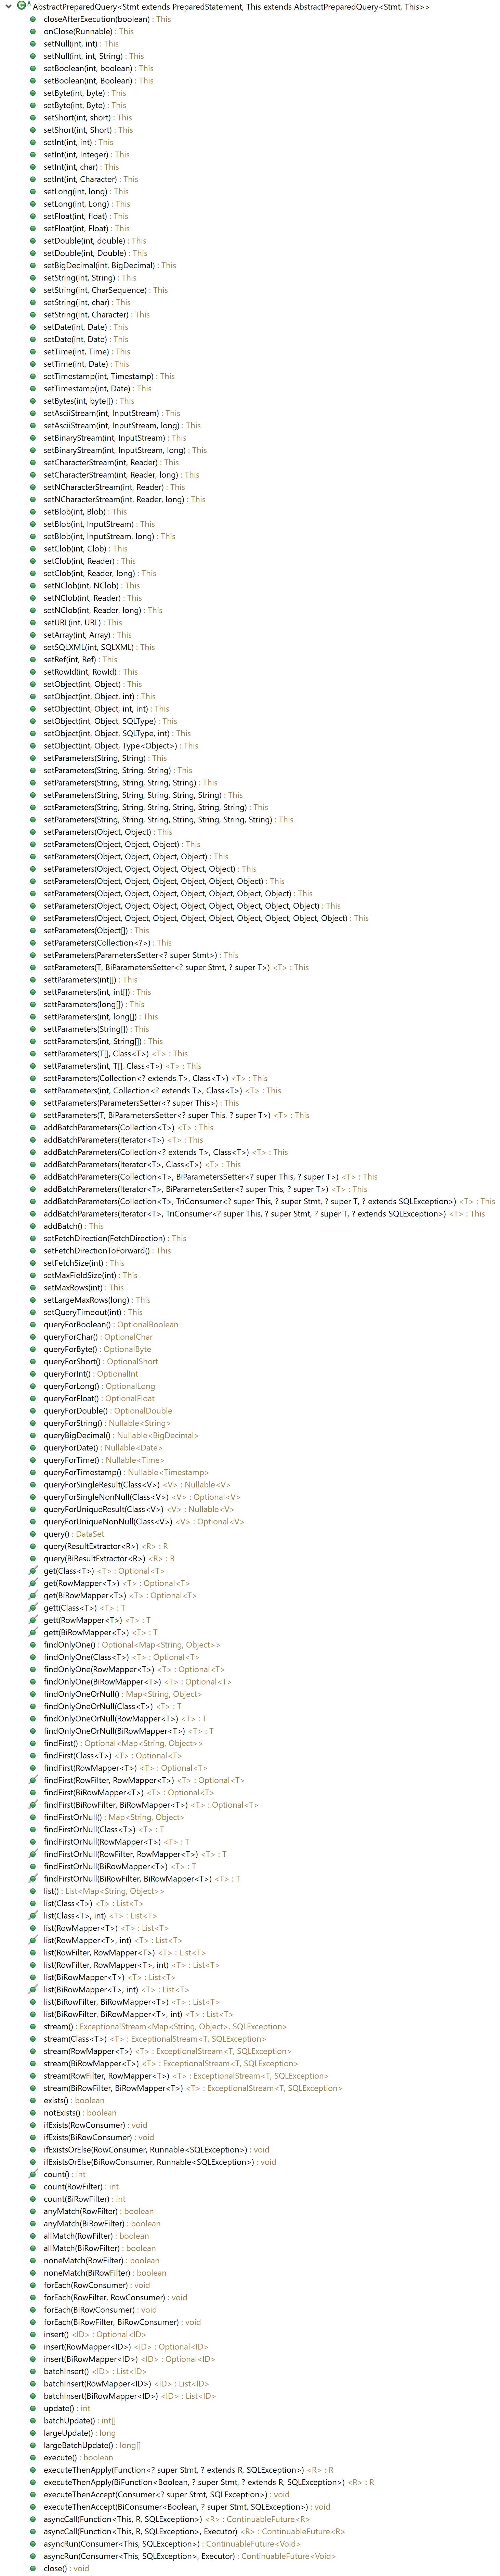 AbstractPreparedQuery<Stmt extends PreparedStatement, This extends AbstractPreparedQuery<Stmt, This>>
closeAfterExecution(boolean) : This
onClose(Runnable) : This
setNull(int, int) : This
setNull(int, int, String) : This
setBoolean(int, boolean) : This
setBoolean(int, Boolean) : This
setByte(int, byte) : This
setByte(int, Byte) : This
setShort(int, short) : This
setShort(int, Short) : This
setInt(int, int) : This
setInt(int, Integer) : This
setInt(int, char) : This
setInt(int, Character) : This
setLong(int, long) : This
setLong(int, Long) : This
setFloat(int, float) : This
setFloat(int, Float) : This
setDouble(int, double) : This
setDouble(int, Double) : This
setBigDecimal(int, BigDecimal) : This
setString(int, String) : This
setString(int, CharSequence) : This
setString(int, char) : This
setString(int, Character) : This
setDate(int, Date) : This
setDate(int, Date) : This
setTime(int, Time) : This
setTime(int, Date) : This
setTimestamp(int, Timestamp) : This
setTimestamp(int, Date) : This
setBytes(int, byte[]) : This
setAsciiStream(int, InputStream) : This
setAsciiStream(int, InputStream, long) : This
setBinaryStream(int, InputStream) : This
setBinaryStream(int, InputStream, long) : This
setCharacterStream(int, Reader) : This
setCharacterStream(int, Reader, long) : This
setNCharacterStream(int, Reader) : This
setNCharacterStream(int, Reader, long) : This
setBlob(int, Blob) : This
setBlob(int, InputStream) : This
setBlob(int, InputStream, long) : This
setClob(int, Clob) : This
setClob(int, Reader) : This
setClob(int, Reader, long) : This
setNClob(int, NClob) : This
setNClob(int, Reader) : This
setNClob(int, Reader, long) : This
setURL(int, URL) : This
setArray(int, Array) : This
setSQLXML(int, SQLXML) : This
setRef(int, Ref) : This
setRowId(int, RowId) : This
setObject(int, Object) : This
setObject(int, Object, int) : This
setObject(int, Object, int, int) : This
setObject(int, Object, SQLType) : This
setObject(int, Object, SQLType, int) : This
setObject(int, Object, Type<Object>) : This
setParameters(String, String) : This
setParameters(String, String, String) : This
setParameters(String, String, String, String) : This
setParameters(String, String, String, String, String) : This
setParameters(String, String, String, String, String, String) : This
setParameters(String, String, String, String, String, String, String) : This
setParameters(Object, Object) : This
setParameters(Object, Object, Object) : This
setParameters(Object, Object, Object, Object) : This
setParameters(Object, Object, Object, Object, Object) : This
setParameters(Object, Object, Object, Object, Object, Object) : This
setParameters(Object, Object, Object, Object, Object, Object, Object) : This
setParameters(Object, Object, Object, Object, Object, Object, Object, Object) : This
setParameters(Object, Object, Object, Object, Object, Object, Object, Object, Object) : This
setParameters(Object[]) : This
setParameters(Collection<?>) : This
setParameters(ParametersSetter<? super Stmt>) : This
setParameters(T, BiParametersSetter<? super Stmt, ? super T>) <T> : This
settParameters(int[]) : This
settParameters(int, int[]) : This
settParameters(long[]) : This
settParameters(int, long[]) : This
settParameters(String[]) : This
settParameters(int, String[]) : This
settParameters(T[], Class<T>) <T> : This
settParameters(int, T[], Class<T>) <T> : This
settParameters(Collection<? extends T>, Class<T>) <T> : This
settParameters(int, Collection<? extends T>, Class<T>) <T> : This
settParameters(ParametersSetter<? super This>) : This
settParameters(T, BiParametersSetter<? super This, ? super T>) <T> : This
addBatchParameters(Collection<T>) <T> : This
addBatchParameters(Iterator<T>) <T> : This
addBatchParameters(Collection<? extends T>, Class<T>) <T> : This
addBatchParameters(Iterator<T>, Class<T>) <T> : This
addBatchParameters(Collection<T>, BiParametersSetter<? super This, ? super T>) <T> : This
addBatchParameters(Iterator<T>, BiParametersSetter<? super This, ? super T>) <T> : This
addBatchParameters(Collection<T>, TriConsumer<? super This, ? super Stmt, ? super T, ? extends SQLException>) <T> : This
addBatchParameters(Iterator<T>, TriConsumer<? super This, ? super Stmt, ? super T, ? extends SQLException>) <T> : This
addBatch() : This
setFetchDirection(FetchDirection) : This
setFetchDirectionToForward() : This
setFetchSize(int) : This
setMaxFieldSize(int) : This
setMaxRows(int) : This
setLargeMaxRows(long) : This
setQueryTimeout(int) : This
queryForBoolean() : OptionalBoolean
queryForChar() : OptionalChar
queryForByte() : OptionalByte
queryForShort() : OptionalShort
queryForInt() : OptionalInt
queryForLong() : OptionalLong
queryForFloat() : OptionalFloat
queryForDouble() : OptionalDouble
queryForString() : Nullable<String>
queryBigDecimal() : Nullable<BigDecimal>
queryForDate() : Nullable<Date>
queryForTime() : Nullable<Time>
queryForTimestamp() : Nullable<Timestamp>
queryForSingleResult(Class<V>) <V> : Nullable<V>
queryForSingleNonNull(Class<V>) <V> : Optional<V>
queryForUniqueResult(Class<V>) <V> : Nullable<V>
queryForUniqueNonNull(Class<V>) <V> : Optional<V>
query() : DataSet
query(ResultExtractor<R>) <R> : R
query(BiResultExtractor<R>) <R> : R
get(Class<T>) <T> : Optional<T>
get(RowMapper<T>) <T> : Optional<T>
get(BiRowMapper<T>) <T> : Optional<T>
gett(Class<T>) <T> : T
gett(RowMapper<T>) <T> : T
gett(BiRowMapper<T>) <T> : T
findOnlyOne() : Optional<Map<String, Object>>
findOnlyOne(Class<T>) <T> : Optional<T>
findOnlyOne(RowMapper<T>) <T> : Optional<T>
findOnlyOne(BiRowMapper<T>) <T> : Optional<T>
findOnlyOneOrNull() : Map<String, Object>
findOnlyOneOrNull(Class<T>) <T> : T
findOnlyOneOrNull(RowMapper<T>) <T> : T
findOnlyOneOrNull(BiRowMapper<T>) <T> : T
findFirst() : Optional<Map<String, Object>>
findFirst(Class<T>) <T> : Optional<T>
findFirst(RowMapper<T>) <T> : Optional<T>
findFirst(RowFilter, RowMapper<T>) <T> : Optional<T>
findFirst(BiRowMapper<T>) <T> : Optional<T>
findFirst(BiRowFilter, BiRowMapper<T>) <T> : Optional<T>
findFirstOrNull() : Map<String, Object>
findFirstOrNull(Class<T>) <T> : T
findFirstOrNull(RowMapper<T>) <T> : T
findFirstOrNull(RowFilter, RowMapper<T>) <T> : T
findFirstOrNull(BiRowMapper<T>) <T> : T
findFirstOrNull(BiRowFilter, BiRowMapper<T>) <T> : T
list() : List<Map<String, Object>>
list(Class<T>) <T> : List<T>
list(Class<T>, int) <T> : List<T>
list(RowMapper<T>) <T> : List<T>
list(RowMapper<T>, int) <T> : List<T>
list(RowFilter, RowMapper<T>) <T> : List<T>
list(RowFilter, RowMapper<T>, int) <T> : List<T>
list(BiRowMapper<T>) <T> : List<T>
list(BiRowMapper<T>, int) <T> : List<T>
list(BiRowFilter, BiRowMapper<T>) <T> : List<T>
list(BiRowFilter, BiRowMapper<T>, int) <T> : List<T>
stream() : ExceptionalStream<Map<String, Object>, SQLException>
stream(Class<T>) <T> : ExceptionalStream<T, SQLException>
stream(RowMapper<T>) <T> : ExceptionalStream<T, SQLException>
stream(BiRowMapper<T>) <T> : ExceptionalStream<T, SQLException>
stream(RowFilter, RowMapper<T>) <T> : ExceptionalStream<T, SQLException>
stream(BiRowFilter, BiRowMapper<T>) <T> : ExceptionalStream<T, SQLException>
exists() : boolean
notExists() : boolean
ifExists(RowConsumer) : void
ifExists(BiRowConsumer) : void
ifExistsOrElse(RowConsumer, Runnable<SQLException>) : void
ifExistsOrElse(BiRowConsumer, Runnable<SQLException>) : void
count() : int
count(RowFilter) : int
count(BiRowFilter) : int
anyMatch(RowFilter) : boolean
anyMatch(BiRowFilter) : boolean
allMatch(RowFilter) : boolean
allMatch(BiRowFilter) : boolean
noneMatch(RowFilter) : boolean
noneMatch(BiRowFilter) : boolean
forEach(RowConsumer) : void
forEach(RowFilter, RowConsumer) : void
forEach(BiRowConsumer) : void
forEach(BiRowFilter, BiRowConsumer) : void
insert() <ID> : Optional<ID>
insert(RowMapper<ID>) <ID> : Optional<ID>
insert(BiRowMapper<ID>) <ID> : Optional<ID>
batchInsert() <ID> : List<ID>
batchInsert(RowMapper<ID>) <ID> : List<ID>
batchInsert(BiRowMapper<ID>) <ID> : List<ID>
update() : int
batchUpdate() : int[]
largeUpdate() : long
largeBatchUpdate() : long[]
execute() : boolean
executeThenApply(Function<? super Stmt, ? extends R, SQLException>) <R> : R
executeThenApply(BiFunction<Boolean, ? super Stmt, ? extends R, SQLException>) <R> : R
executeThenAccept(Consumer<? super Stmt, SQLException>) : void
executeThenAccept(BiConsumer<Boolean, ? super Stmt, SQLException>) : void
asyncCall(Function<This, R, SQLException>) <R> : ContinuableFuture<R>
asyncCall(Function<This, R, SQLException>, Executor) <R> : ContinuableFuture<R>
asyncRun(Consumer<This, SQLException>) : ContinuableFuture<Void>
asyncRun(Consumer<This, SQLException>, Executor) : ContinuableFuture<Void>
close() : void